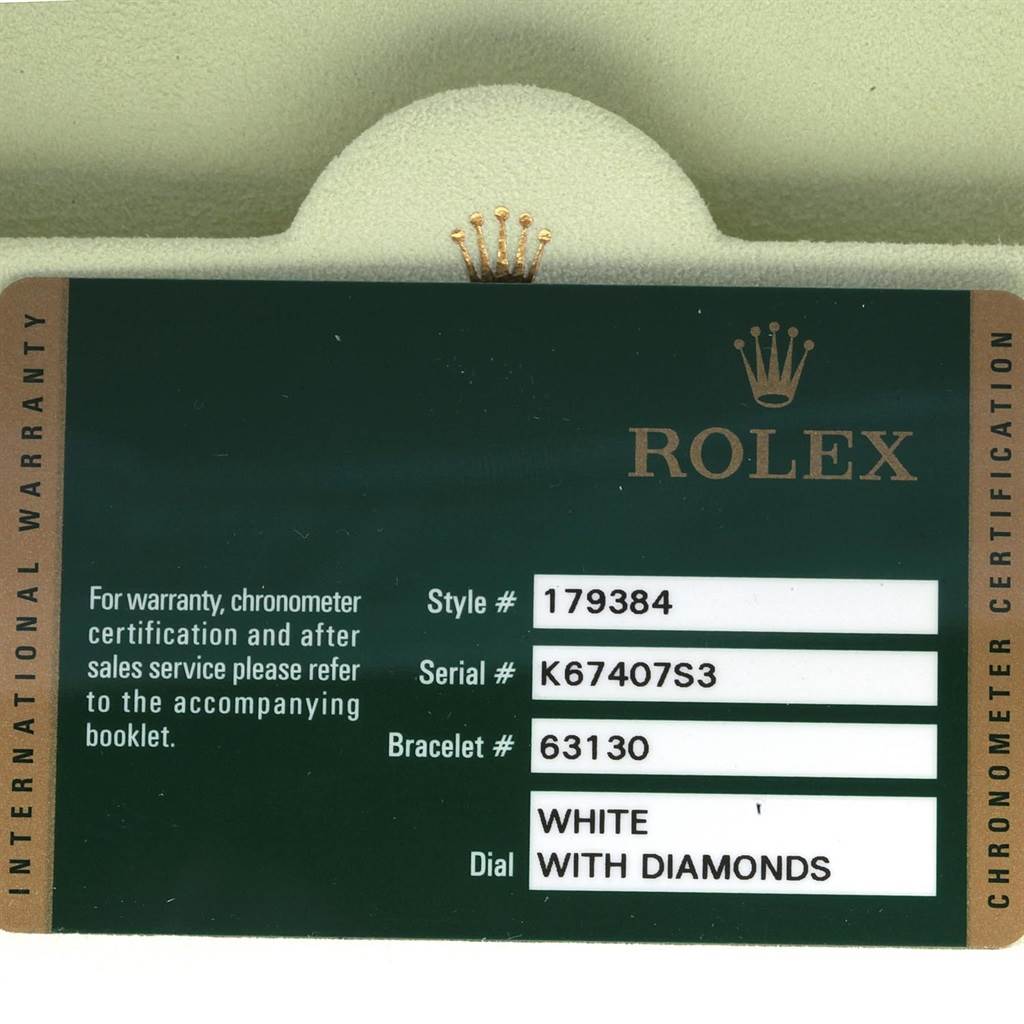 INTERNATIONAL WARRANTY
ROLEX
For warranty, chronometer
certification and after
sales service please refer
to the accompanying
booklet.
Style # 179384
Serial # K67407S3
Bracelet # 63130
Dial WHITE
WITH DIAMONDS
CHRONOMETER CERTIFICATION